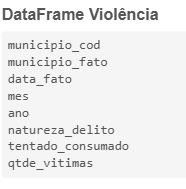 DataFrame Violência
municipio_cod
municipio_fato
data_fato
mes
ano
natureza_delito
tentado_consumado
qtde_vitimas